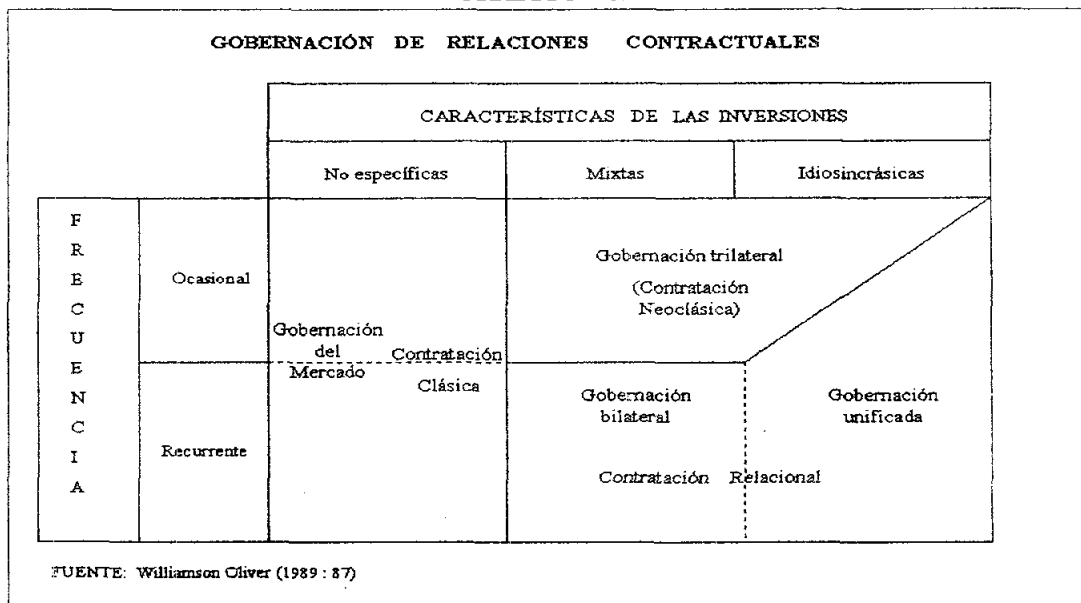 GOBERNACIÓN DE RELACIONES CONTRACTUALES
CARACTERÍSTICAS DE LAS INVERSIONES
No específicas
Mixtas
Idiosincrásicas
F
R
E
C
U
E
N
C
I
A
Ocasional
Recurrente
Gobernación
del
Mercado
Contratación
Clásica
Gobernación trilateral
(Contratación
Neoclásica)
Gobernación
bilateral
Gobernación
unificada
Contratación Relacional
FUENTE: Williamson Oliver (1989 : 87)